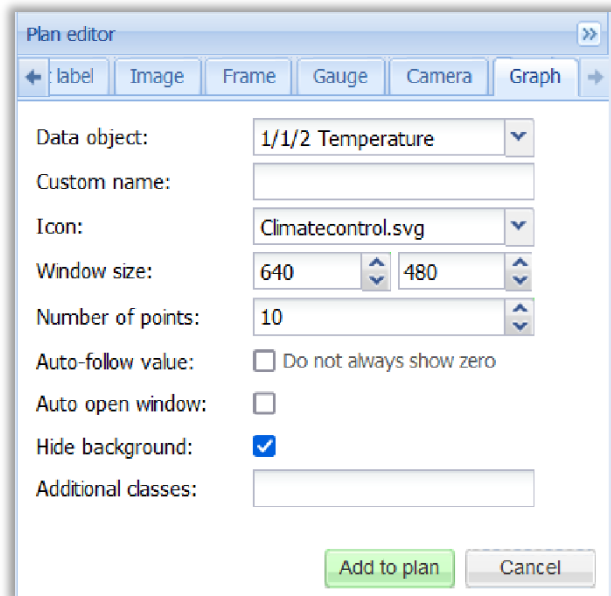 Plan editor
label Image Frame Gauge Camera Graph
Data object: 1/1/2 Temperature
Custom name:
Icon: Climatecontrol.svg
Window size: 640 480
Number of points: 10
Auto-follow value: Do not always show zero
Auto open window:
Hide background:
Additional classes:
Add to plan Cancel